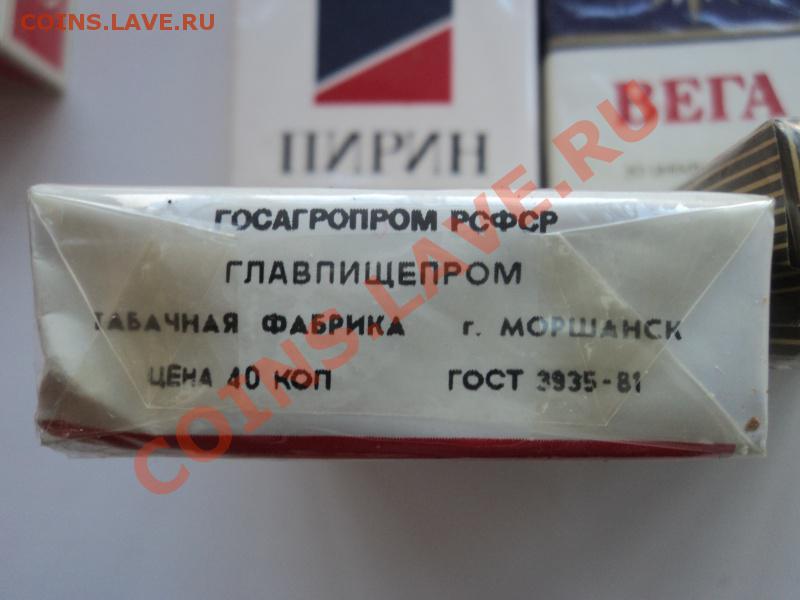 COINS.LAVE.RU
ПИРИН
ВЕГА
ГОСАГРОПРОМ РСФСР
ГЛАВПИЩЕПРОМ
ТАБАЧНАЯ ФАБРИКА г. МОРШАНСК
ЦЕНА 40 КОП ГОСТ 3935-81
COINS.LAVE.RU